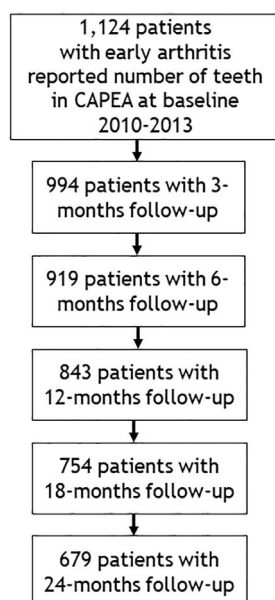 1,124 patients
with early arthritis
reported number of teeth
in CAPEA at baseline
2010-2013
994 patients with 3-
months follow-up
919 patients with 6-
months follow-up
843 patients with
12-months follow-up
754 patients with
18-months follow-up
679 patients with
24-months follow-up